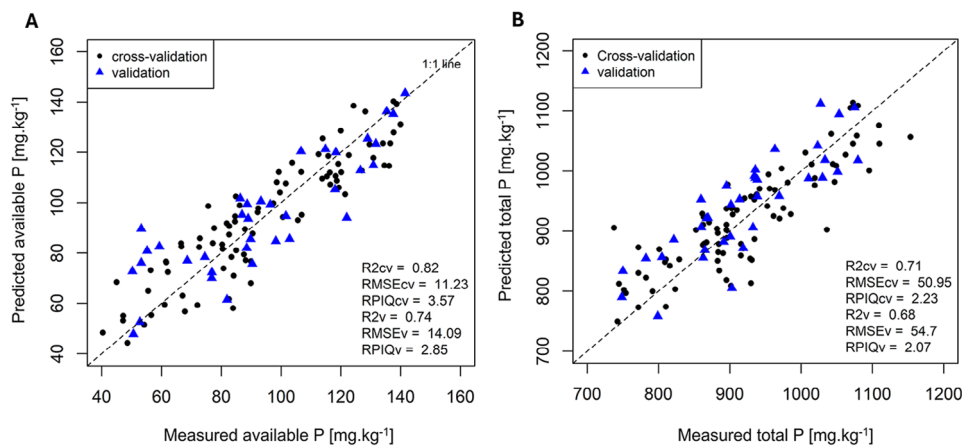 A
cross-validation
validation
1:1 line
160
140
120
100
80
60
40
Predicted available P [mg.kg-1]
R2cv = 0.82
RMSEcv = 11.23
RPIQcv = 3.57
R2v = 0.74
RMSEv = 14.09
RPIQv = 2.85
40 60 80 100 120 140 160
Measured available P [mg.kg-1]
B
Cross-validation
validation
1200
1100
1000
900
800
700
Predicted total P [mg.kg-1]
R2cv = 0.71
RMSEcv = 50.95
RPIQcv = 2.23
R2v = 0.68
RMSEv = 54.7
RPIQv = 2.07
700 800 900 1000 1100 1200
Measured total P [mg.kg-1]